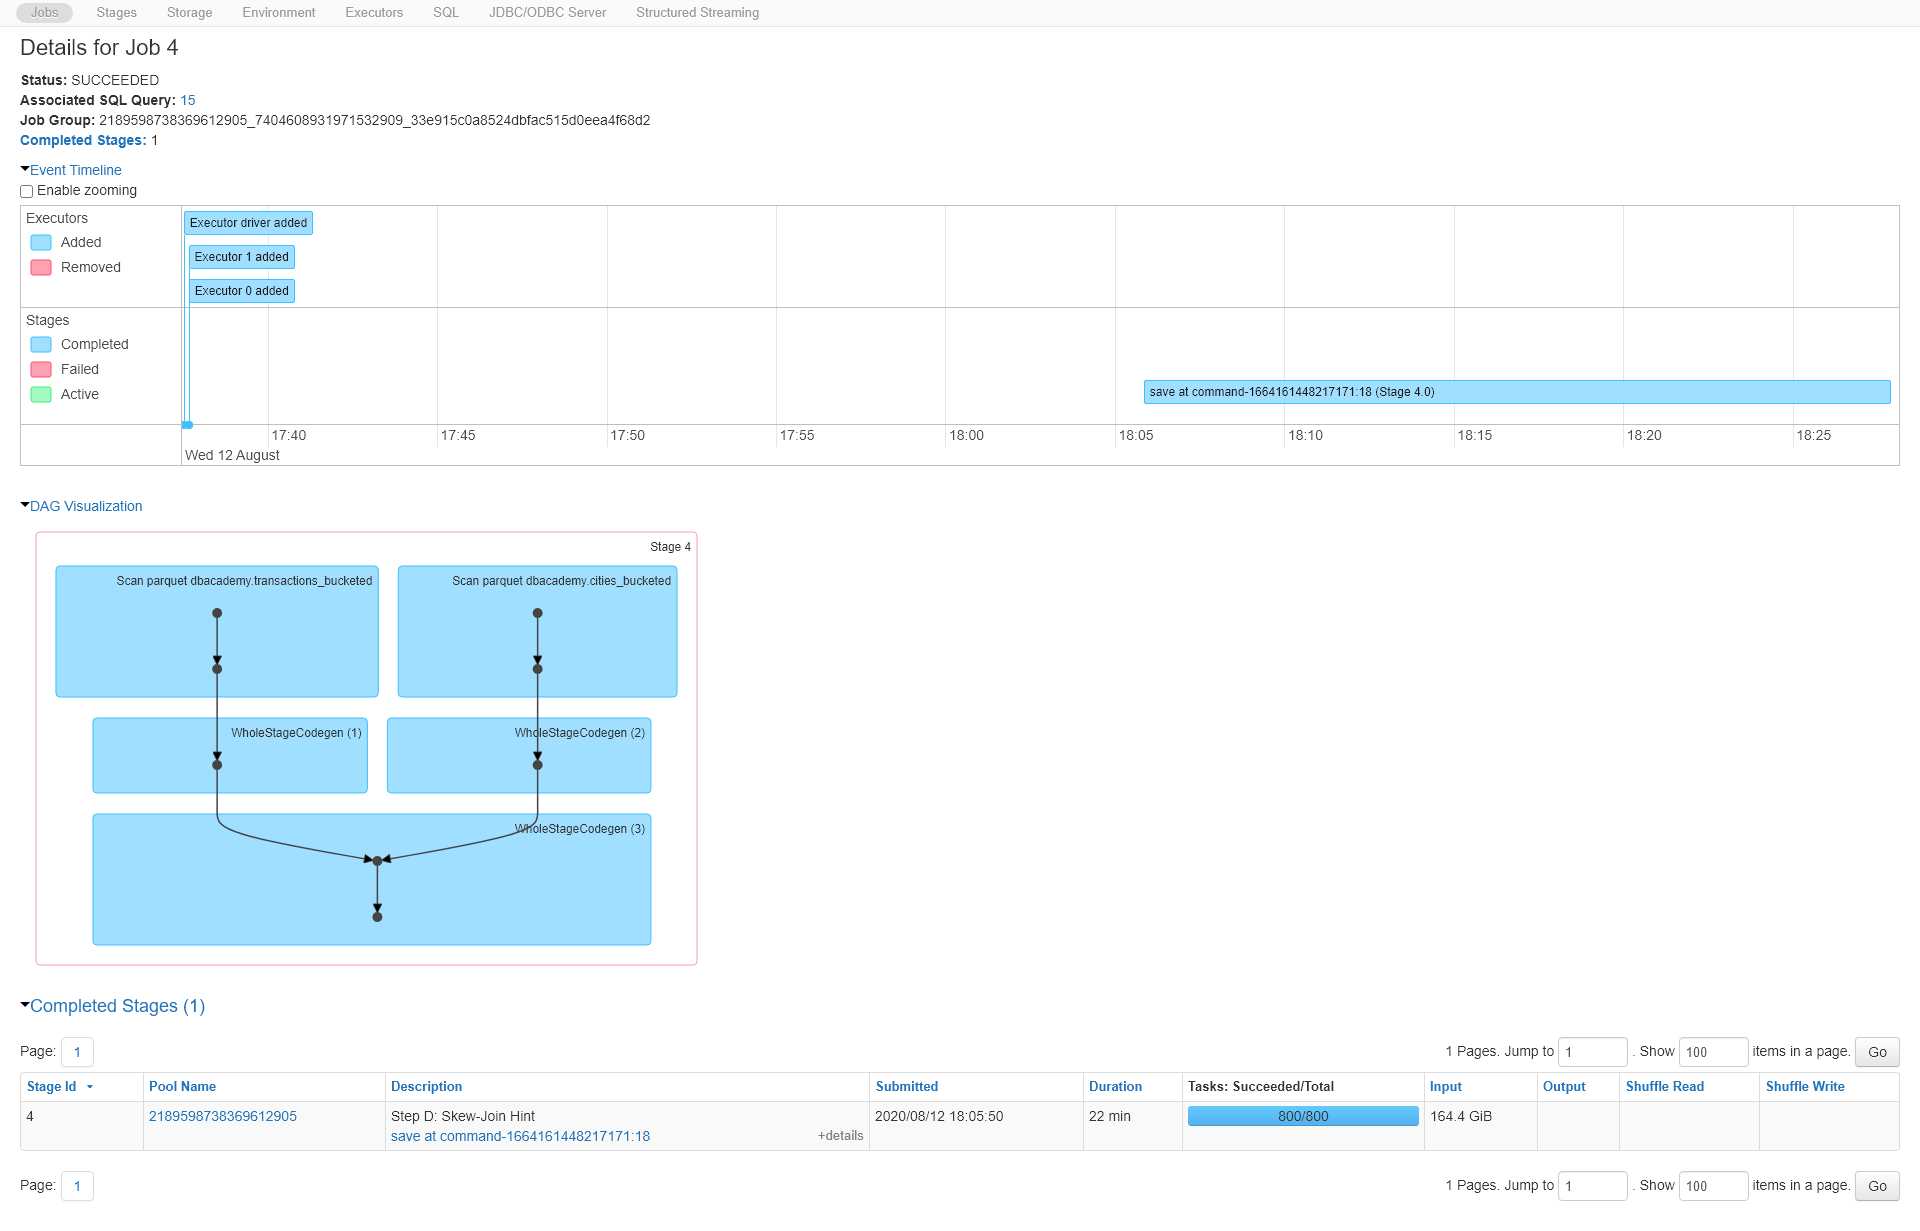 Jobs Stages Storage Environment Executors SQL JDBC/ODBC Server Structured Streaming
Details for Job 4
Status: SUCCEEDED
Associated SQL Query: 15
Job Group: 2189598738369612905_7404608931971532909_33e915c0a8524dbfac515d0eea4f68d2
Completed Stages: 1
Event Timeline
Enable zooming
Executors
Added
Removed
Executor driver added
Executor 1 added
Executor 0 added
Stages
Completed
Failed
Active
save at command-1664161448217171:18 (Stage 4.0)
17:40 17:45 17:50 17:55 18:00 18:05 18:10 18:15 18:20 18:25
Wed 12 August
DAG Visualization
Stage 4
Scan parquet dbacademy.transactions_bucketed
Scan parquet dbacademy.cities_bucketed
WholeStageCodegen (1)
WholeStageCodegen (2)
WholeStageCodegen (3)
Completed Stages (1)
Page: 1
1 Pages. Jump to 1 . Show 100 items in a page. Go
Stage Id Pool Name Description Submitted Duration Tasks: Succeeded/Total Input Output Shuffle Read Shuffle Write
4 2189598738369612905 Step D: Skew-Join Hint 2020/08/12 18:05:50 22 min 800/800 164.4 GiB
save at command-1664161448217171:18 +details
Page: 1
1 Pages. Jump to 1 . Show 100 items in a page. Go